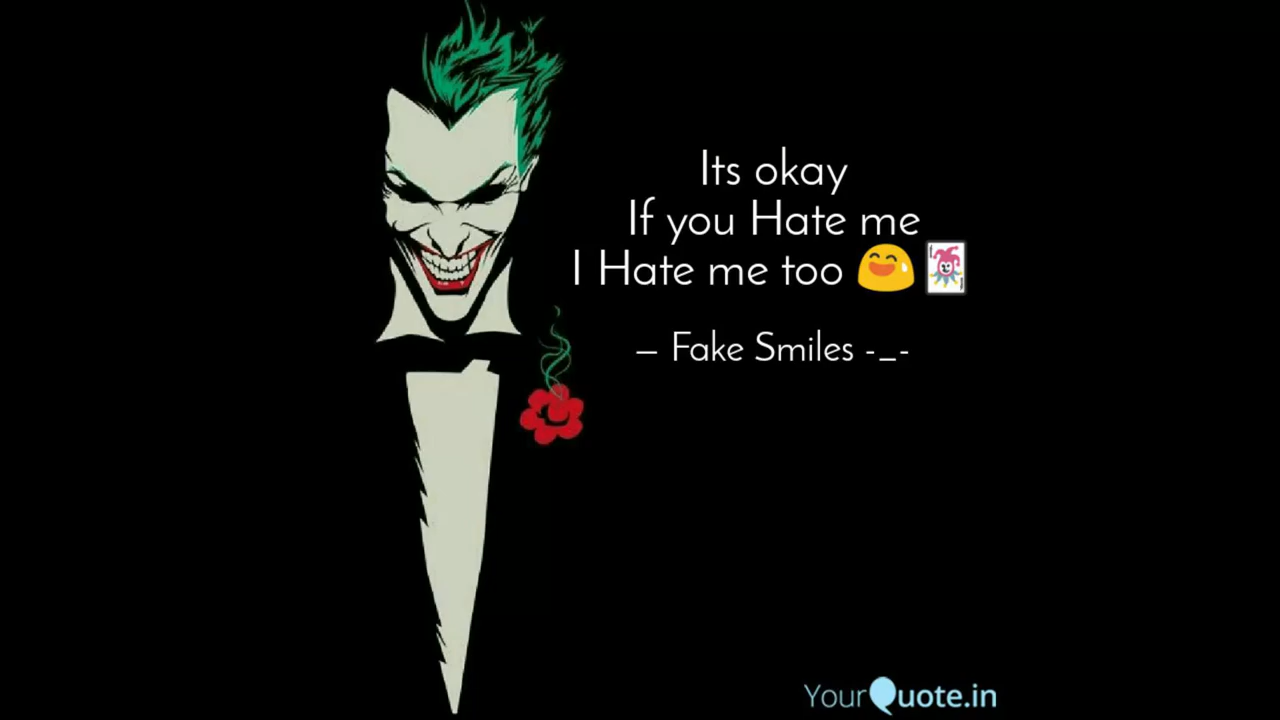 Its okay
If you Hate me
I Hate me too 😅🃏
– Fake Smiles -_-
YourQuote.in